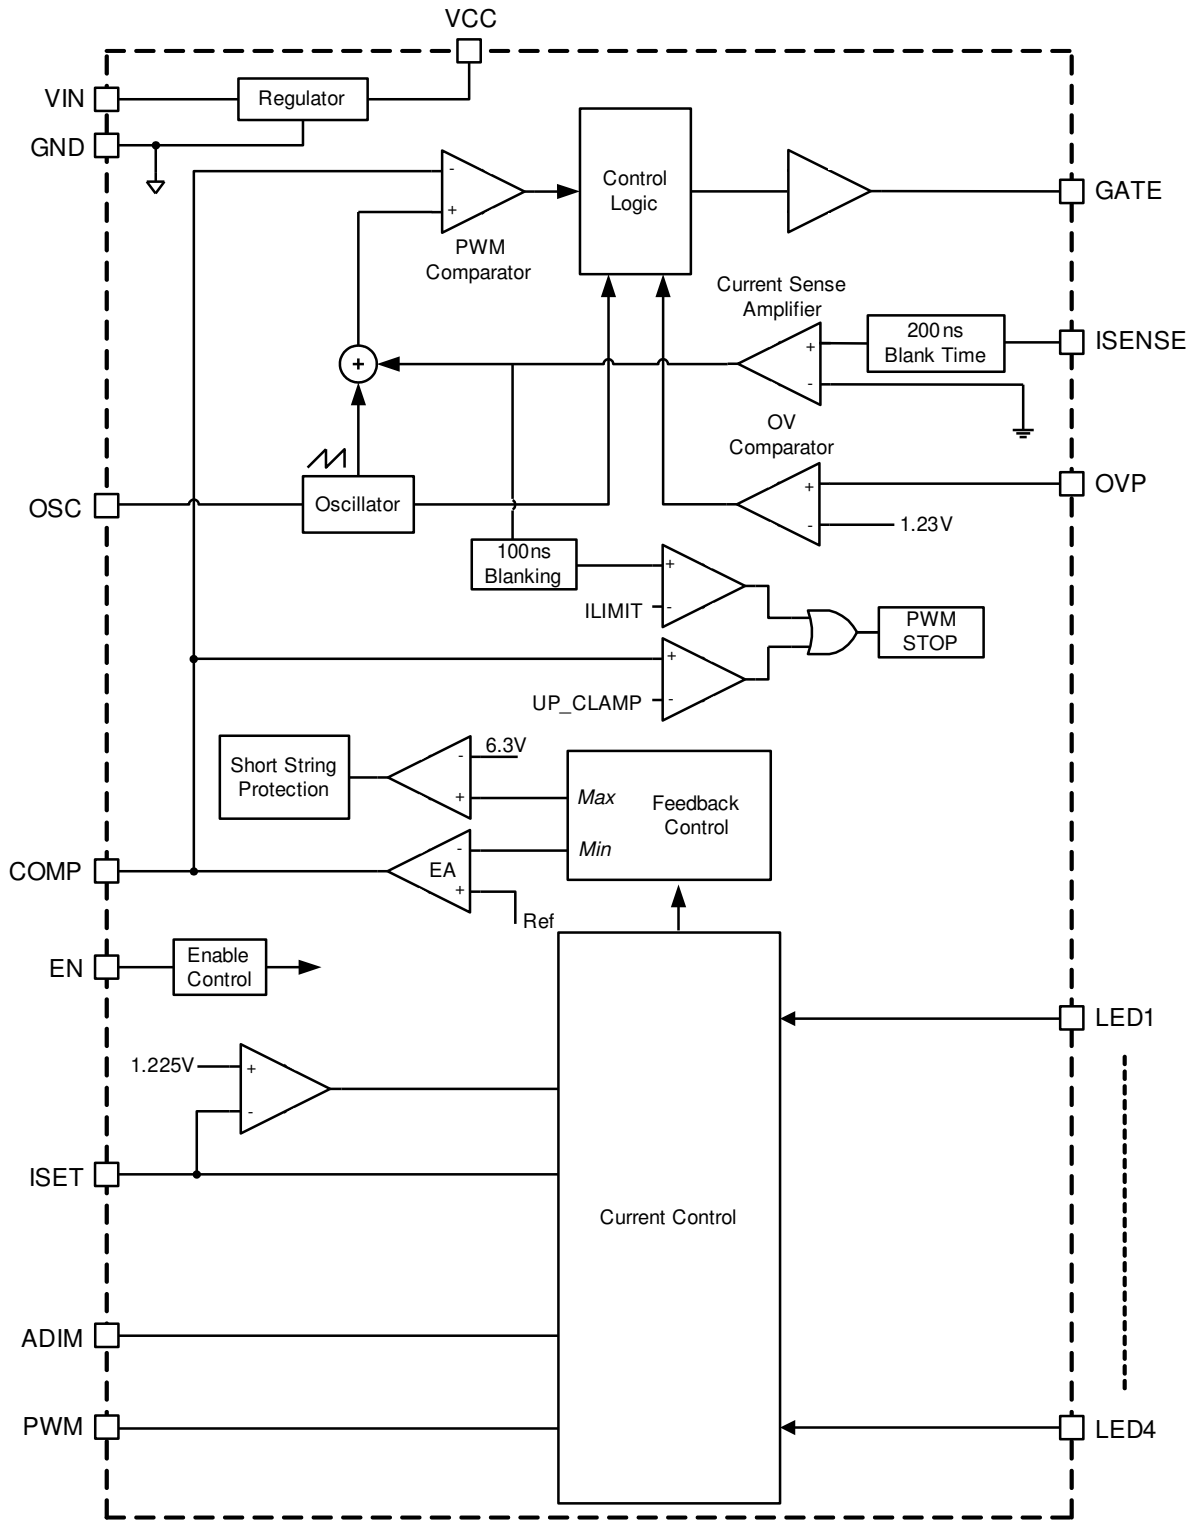 VCC
VIN
Regulator
GND
-
+
PWM
Comparator
Control
Logic
GATE
Current Sense
Amplifier
+
-
200ns
Blank Time
ISENSE
+
OV
Comparator
+
-
1.23V
OVP
OSC
Oscillator
100ns
Blanking
+
-
ILIMIT
PWM
STOP
+
-
UP_CLAMP
Short String
Protection
-
+
6.3V
Max
Min
Feedback
Control
COMP
EA
-
+
Ref
EN
Enable
Control
LED1
1.225V
+
-
ISET
Current Control
ADIM
PWM
LED4